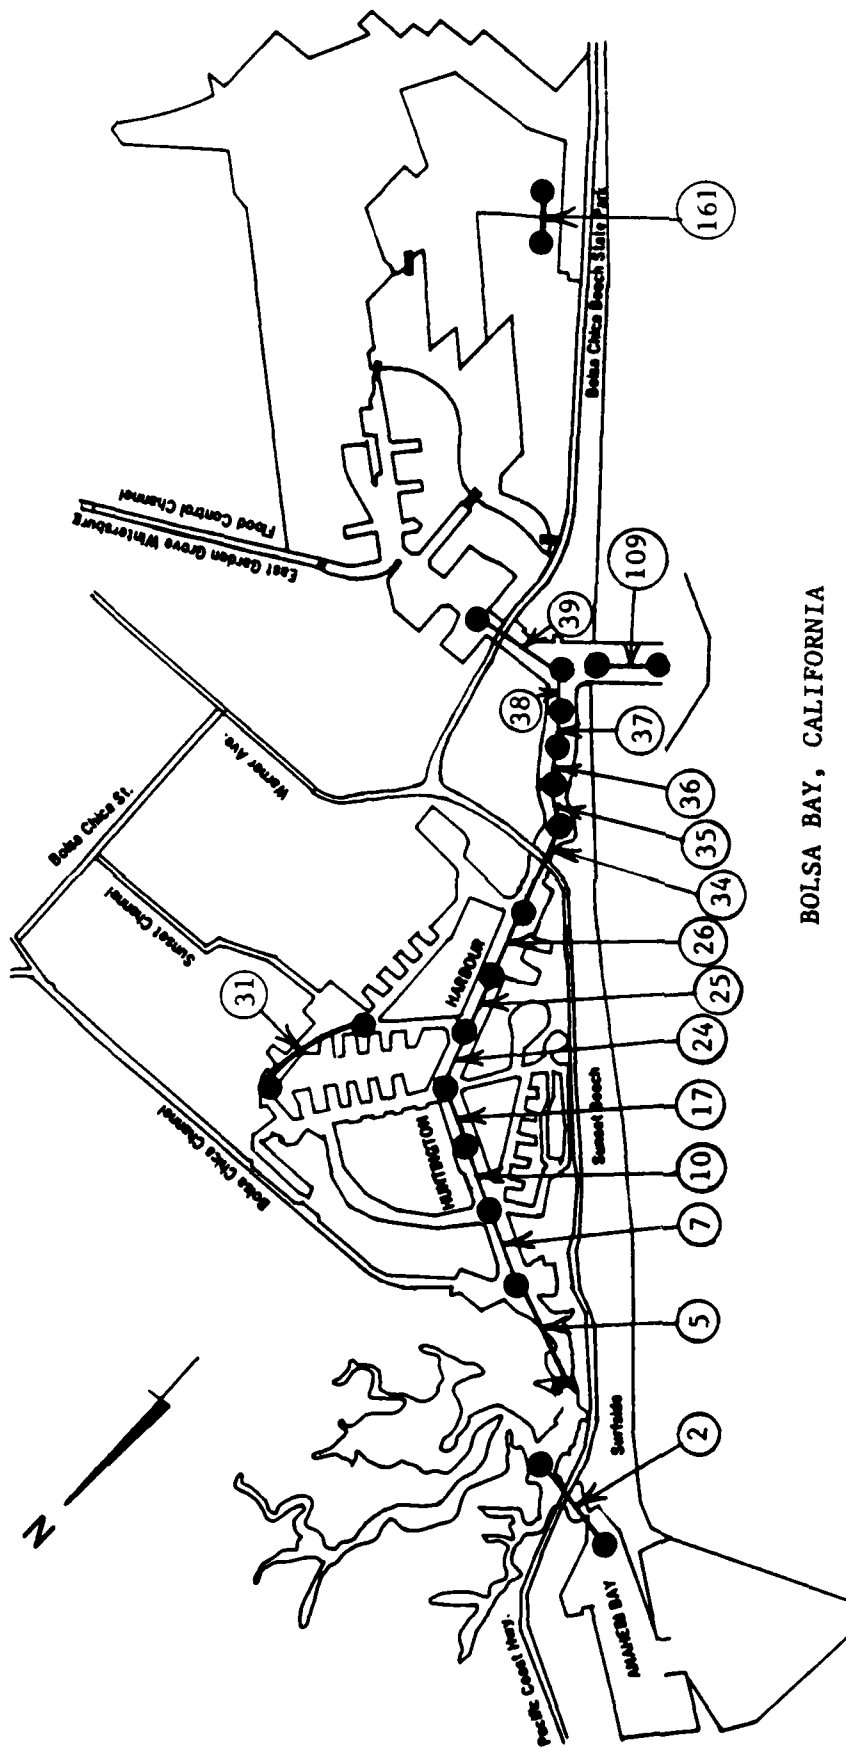 N
Pacific Coast Hwy.
ANAHEIM BAY
Surfside
Sunset Beach
Bolsa Chica Channel
Sunset Channel
Bolsa Chica St.
Warner Ave.
HUNTINGTON
HARBOUR
East Garden Grove Wintersburg
Flood Control Channel
Bolsa Chica Beach State Park
2
5
7
10
17
24
25
26
31
34
35
36
37
38
39
109
161
BOLSA BAY, CALIFORNIA